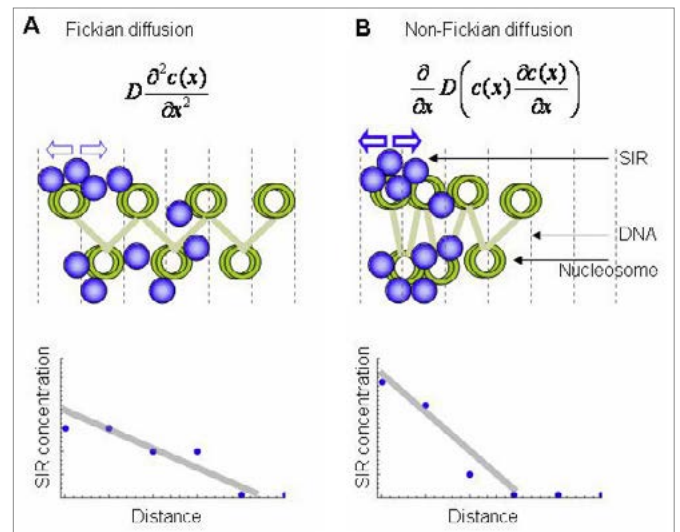 A Fickian diffusion
D ∂²c(x) / ∂x²
SIR concentration
Distance
B Non-Fickian diffusion
∂/∂x D ( c(x) ∂c(x)/∂x )
SIR
DNA
Nucleosome
SIR concentration
Distance